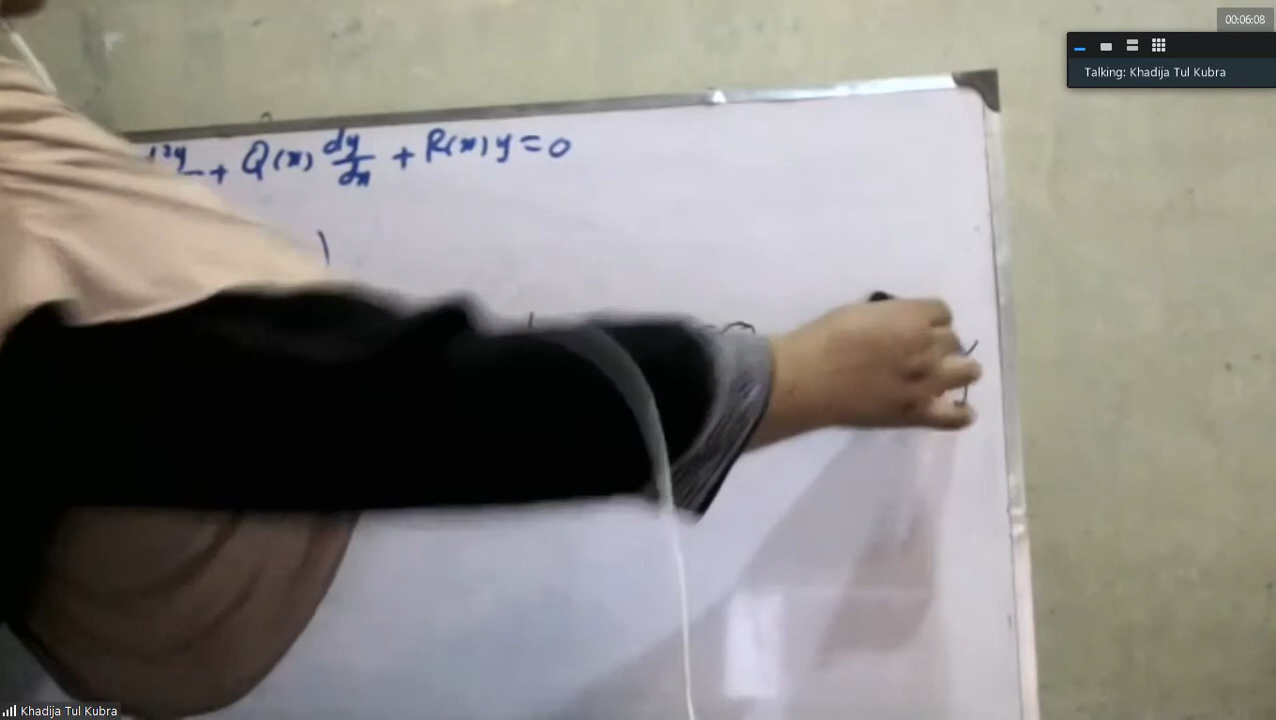 00:06:08
Talking: Khadija Tul Kubra
+ Q(x) dy/dx + R(x) y = 0
Khadija Tul Kubra